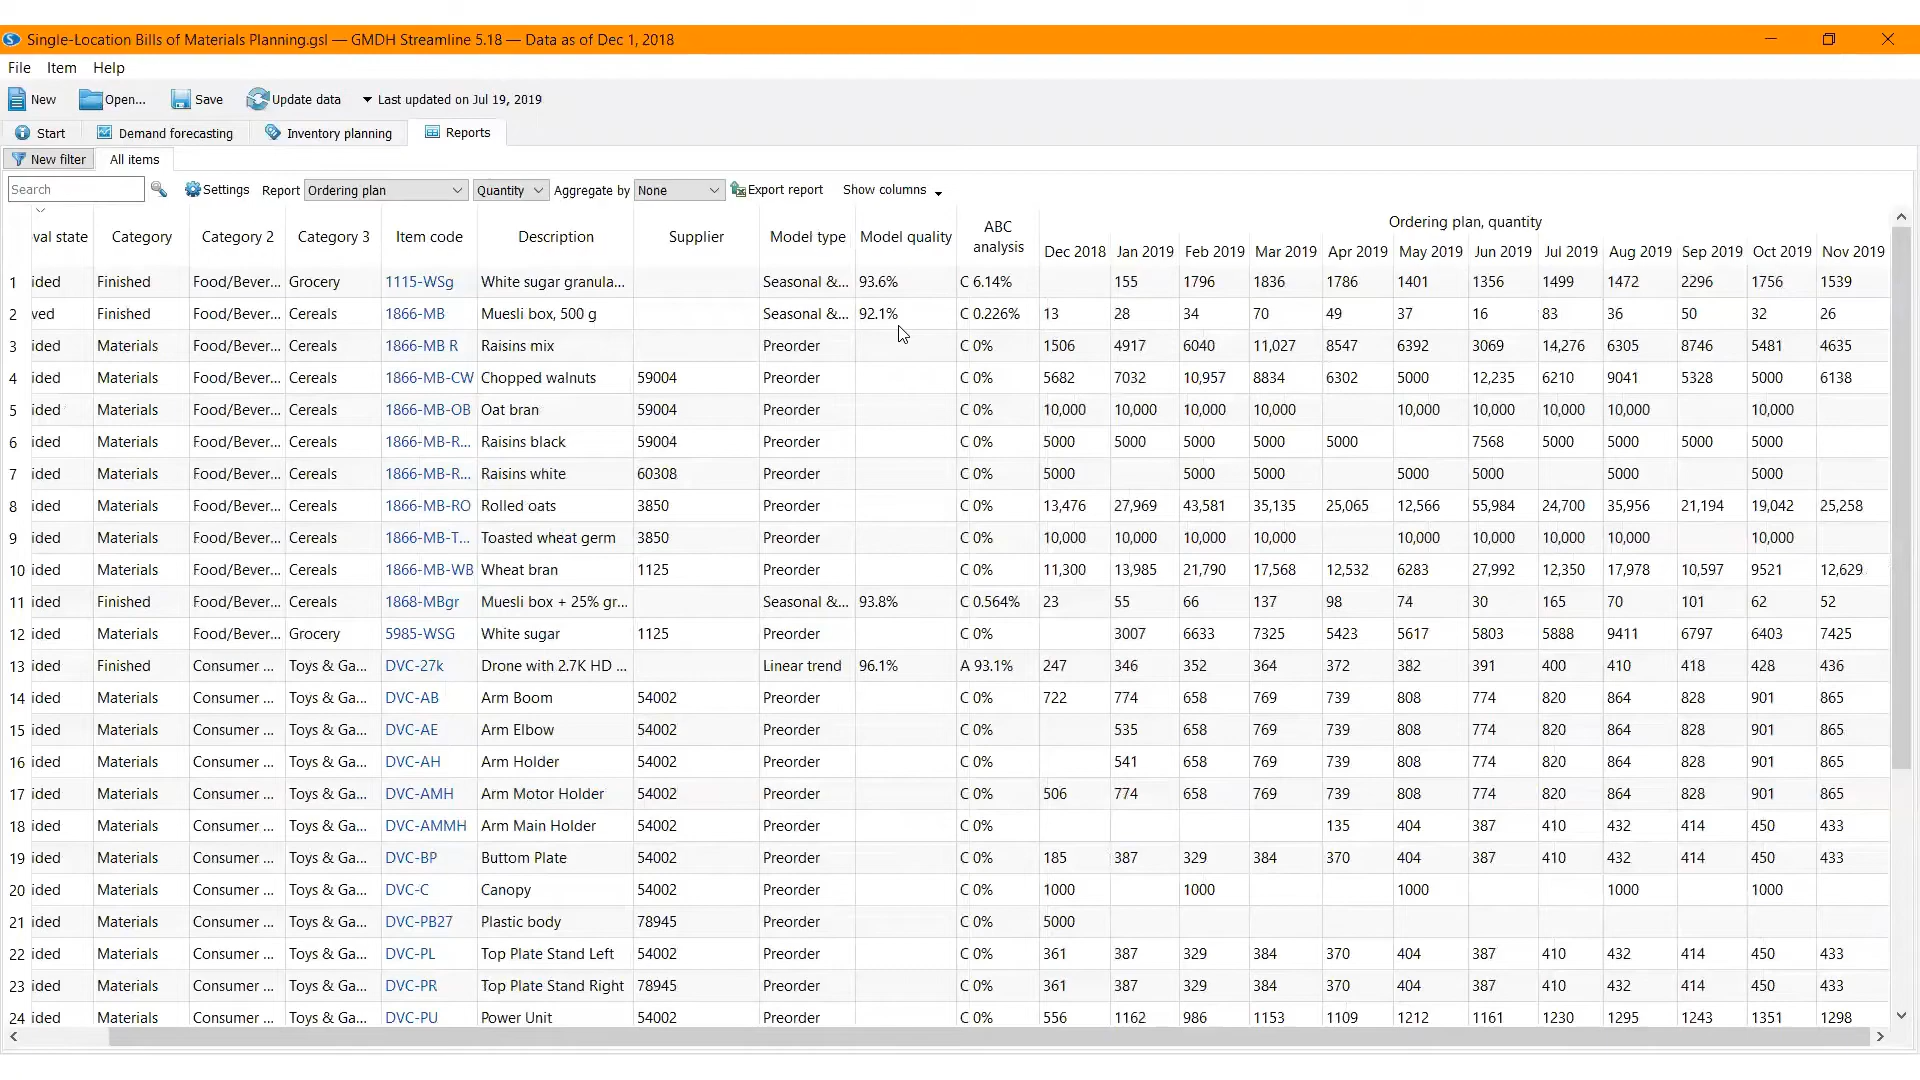 Single-Location Bills of Materials Planning.gsl — GMDH Streamline 5.18 — Data as of Dec 1, 2018
File Item Help
New Open... Save Update data Last updated on Jul 19, 2019
Start Demand forecasting Inventory planning Reports
New filter All items
Search Settings Report Ordering plan Quantity Aggregate by None Export report Show columns
Ordering plan, quantity
val state Category Category 2 Category 3 Item code Description Supplier Model type Model quality ABC analysis Dec 2018 Jan 2019 Feb 2019 Mar 2019 Apr 2019 May 2019 Jun 2019 Jul 2019 Aug 2019 Sep 2019 Oct 2019 Nov 2019
1 ided Finished Food/Bever... Grocery 1115-WSg White sugar granula... Seasonal &... 93.6% C 6.14% 155 1796 1836 1786 1401 1356 1499 1472 2296 1756 1539
2 ved Finished Food/Bever... Cereals 1866-MB Muesli box, 500 g Seasonal &... 92.1% C 0.226% 13 28 34 70 49 37 16 83 36 50 32 26
3 ided Materials Food/Bever... Cereals 1866-MB R Raisins mix Preorder C 0% 1506 4917 6040 11,027 8547 6392 3069 14,276 6305 8746 5481 4635
4 ided Materials Food/Bever... Cereals 1866-MB-CW Chopped walnuts 59004 Preorder C 0% 5682 7032 10,957 8834 6302 5000 12,235 6210 9041 5328 5000 6138
5 ided Materials Food/Bever... Cereals 1866-MB-OB Oat bran 59004 Preorder C 0% 10,000 10,000 10,000 10,000 10,000 10,000 10,000 10,000 10,000
6 ided Materials Food/Bever... Cereals 1866-MB-R... Raisins black 59004 Preorder C 0% 5000 5000 5000 5000 5000 7568 5000 5000 5000 5000
7 ided Materials Food/Bever... Cereals 1866-MB-R... Raisins white 60308 Preorder C 0% 5000 5000 5000 5000 5000 5000 5000
8 ided Materials Food/Bever... Cereals 1866-MB-RO Rolled oats 3850 Preorder C 0% 13,476 27,969 43,581 35,135 25,065 12,566 55,984 24,700 35,956 21,194 19,042 25,258
9 ided Materials Food/Bever... Cereals 1866-MB-T... Toasted wheat germ 3850 Preorder C 0% 10,000 10,000 10,000 10,000 10,000 10,000 10,000 10,000 10,000
10 ided Materials Food/Bever... Cereals 1866-MB-WB Wheat bran 1125 Preorder C 0% 11,300 13,985 21,790 17,568 12,532 6283 27,992 12,350 17,978 10,597 9521 12,629
11 ided Finished Food/Bever... Cereals 1868-MBgr Muesli box + 25% gr... Seasonal &... 93.8% C 0.564% 23 55 66 137 98 74 30 165 70 101 62 52
12 ided Materials Food/Bever... Grocery 5985-WSG White sugar 1125 Preorder C 0% 3007 6633 7325 5423 5617 5803 5888 9411 6797 6403 7425
13 ided Finished Consumer ... Toys & Ga... DVC-27k Drone with 2.7K HD ... Linear trend 96.1% A 93.1% 247 346 352 364 372 382 391 400 410 418 428 436
14 ided Materials Consumer ... Toys & Ga... DVC-AB Arm Boom 54002 Preorder C 0% 722 774 658 769 739 808 774 820 864 828 901 865
15 ided Materials Consumer ... Toys & Ga... DVC-AE Arm Elbow 54002 Preorder C 0% 535 658 769 739 808 774 820 864 828 901 865
16 ided Materials Consumer ... Toys & Ga... DVC-AH Arm Holder 54002 Preorder C 0% 541 658 769 739 808 774 820 864 828 901 865
17 ided Materials Consumer ... Toys & Ga... DVC-AMH Arm Motor Holder 54002 Preorder C 0% 506 774 658 769 739 808 774 820 864 828 901 865
18 ided Materials Consumer ... Toys & Ga... DVC-AMMH Arm Main Holder 54002 Preorder C 0% 135 404 387 410 432 414 450 433
19 ided Materials Consumer ... Toys & Ga... DVC-BP Buttom Plate 54002 Preorder C 0% 185 387 329 384 370 404 387 410 432 414 450 433
20 ided Materials Consumer ... Toys & Ga... DVC-C Canopy 54002 Preorder C 0% 1000 1000 1000 1000 1000
21 ided Materials Consumer ... Toys & Ga... DVC-PB27 Plastic body 78945 Preorder C 0% 5000
22 ided Materials Consumer ... Toys & Ga... DVC-PL Top Plate Stand Left 54002 Preorder C 0% 361 387 329 384 370 404 387 410 432 414 450 433
23 ided Materials Consumer ... Toys & Ga... DVC-PR Top Plate Stand Right 78945 Preorder C 0% 361 387 329 384 370 404 387 410 432 414 450 433
24 ided Materials Consumer ... Toys & Ga... DVC-PU Power Unit 54002 Preorder C 0% 556 1162 986 1153 1109 1212 1161 1230 1295 1243 1351 1298